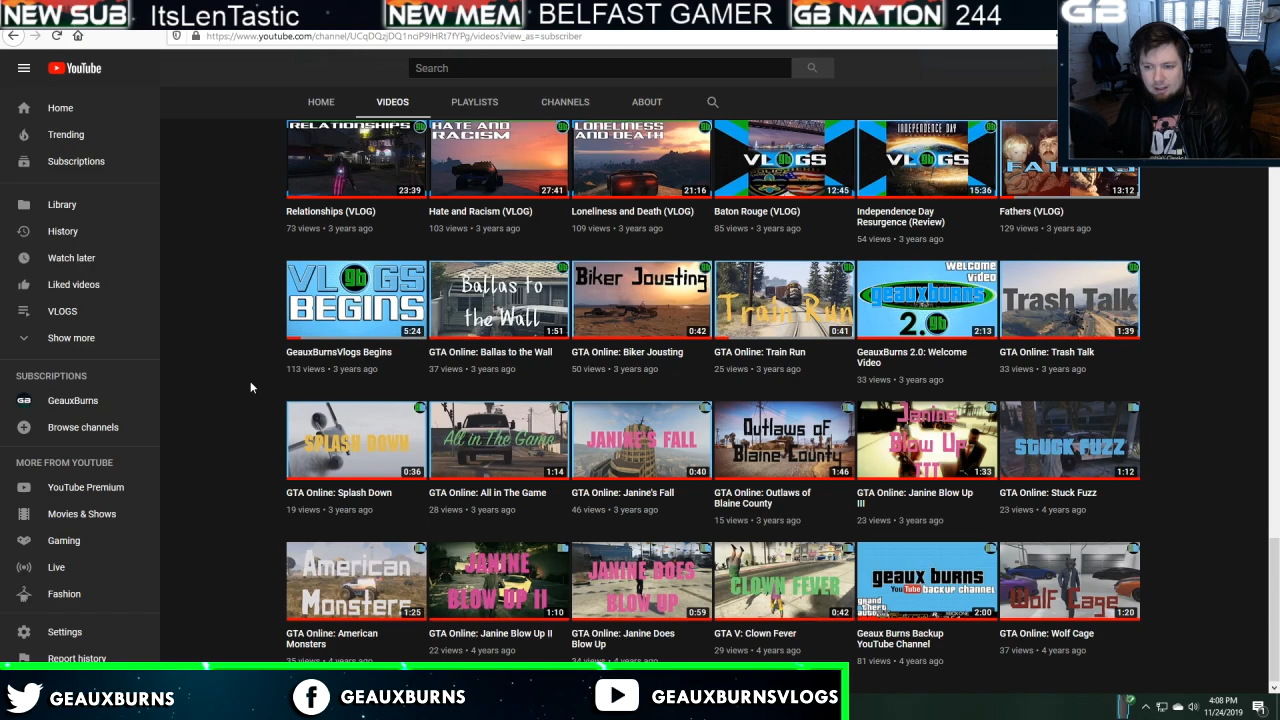 NEW SUB ItsLenTastic NEW MEM BELFAST GAMER GB NATION 244
GB
https://www.youtube.com/channel/UCqDQzjDQ1nciP9iHRt7fYPg/videos?view_as=subscriber
YouTube
Search
HOME VIDEOS PLAYLISTS CHANNELS ABOUT
Home
Trending
Subscriptions
Library
History
Watch later
Liked videos
VLOGS
Show more
SUBSCRIPTIONS
GeauxBurns
Browse channels
MORE FROM YOUTUBE
YouTube Premium
Movies & Shows
Gaming
Live
Fashion
Settings
Report history
RELATIONSHIPS
23:39
Relationships (VLOG)
73 views • 3 years ago
HATE AND
RACISM
27:41
Hate and Racism (VLOG)
103 views • 3 years ago
LONELINESS
AND DEATH
21:16
Loneliness and Death (VLOG)
109 views • 3 years ago
VLOGS
12:45
Baton Rouge (VLOG)
85 views • 3 years ago
INDEPENDENCE DAY
VLOGS
15:36
Independence Day
Resurgence (Review)
54 views • 3 years ago
FATHERS
13:12
Fathers (VLOG)
129 views • 3 years ago
02.
VLOGS gb
BEGINS
5:24
GeauxBurnsVlogs Begins
113 views • 3 years ago
Ballas to
the Wall
1:51
GTA Online: Ballas to the Wall
37 views • 3 years ago
Biker Jousting
0:42
GTA Online: Biker Jousting
50 views • 3 years ago
Train Run
0:41
GTA Online: Train Run
25 views • 3 years ago
WELCOME
VIDEO
geauxburns
2.0 gb
2:13
GeauxBurns 2.0: Welcome
Video
33 views • 3 years ago
Trash Talk
1:39
GTA Online: Trash Talk
33 views • 3 years ago
SPLASH DOWN
0:36
GTA Online: Splash Down
19 views • 3 years ago
All in The Game
1:14
GTA Online: All in The Game
28 views • 3 years ago
JANINE'S FALL
0:40
GTA Online: Janine's Fall
46 views • 3 years ago
Outlaws of
Blaine County
1:46
GTA Online: Outlaws of
Blaine County
15 views • 3 years ago
Janine
Blow Up
III
1:33
GTA Online: Janine Blow Up
III
23 views • 3 years ago
STUCK FUZZ
1:12
GTA Online: Stuck Fuzz
23 views • 4 years ago
American
Monsters
1:25
GTA Online: American
Monsters
35 views • 4 years ago
JANINE
BLOW UP II
1:10
GTA Online: Janine Blow Up II
22 views • 4 years ago
JANINE DOES
BLOW UP
0:59
GTA Online: Janine Does
Blow Up
34 views • 4 years ago
CLOWN FEVER
0:42
GTA V: Clown Fever
29 views • 4 years ago
geaux burns
YouTube BACKUP CHANNEL
2:00
Geaux Burns Backup
YouTube Channel
81 views • 4 years ago
Wolf Cage
1:20
GTA Online: Wolf Cage
37 views • 4 years ago
GEAUXBURNS GEAUXBURNS GEAUXBURNSVLOGS
4:08 PM
11/24/2019